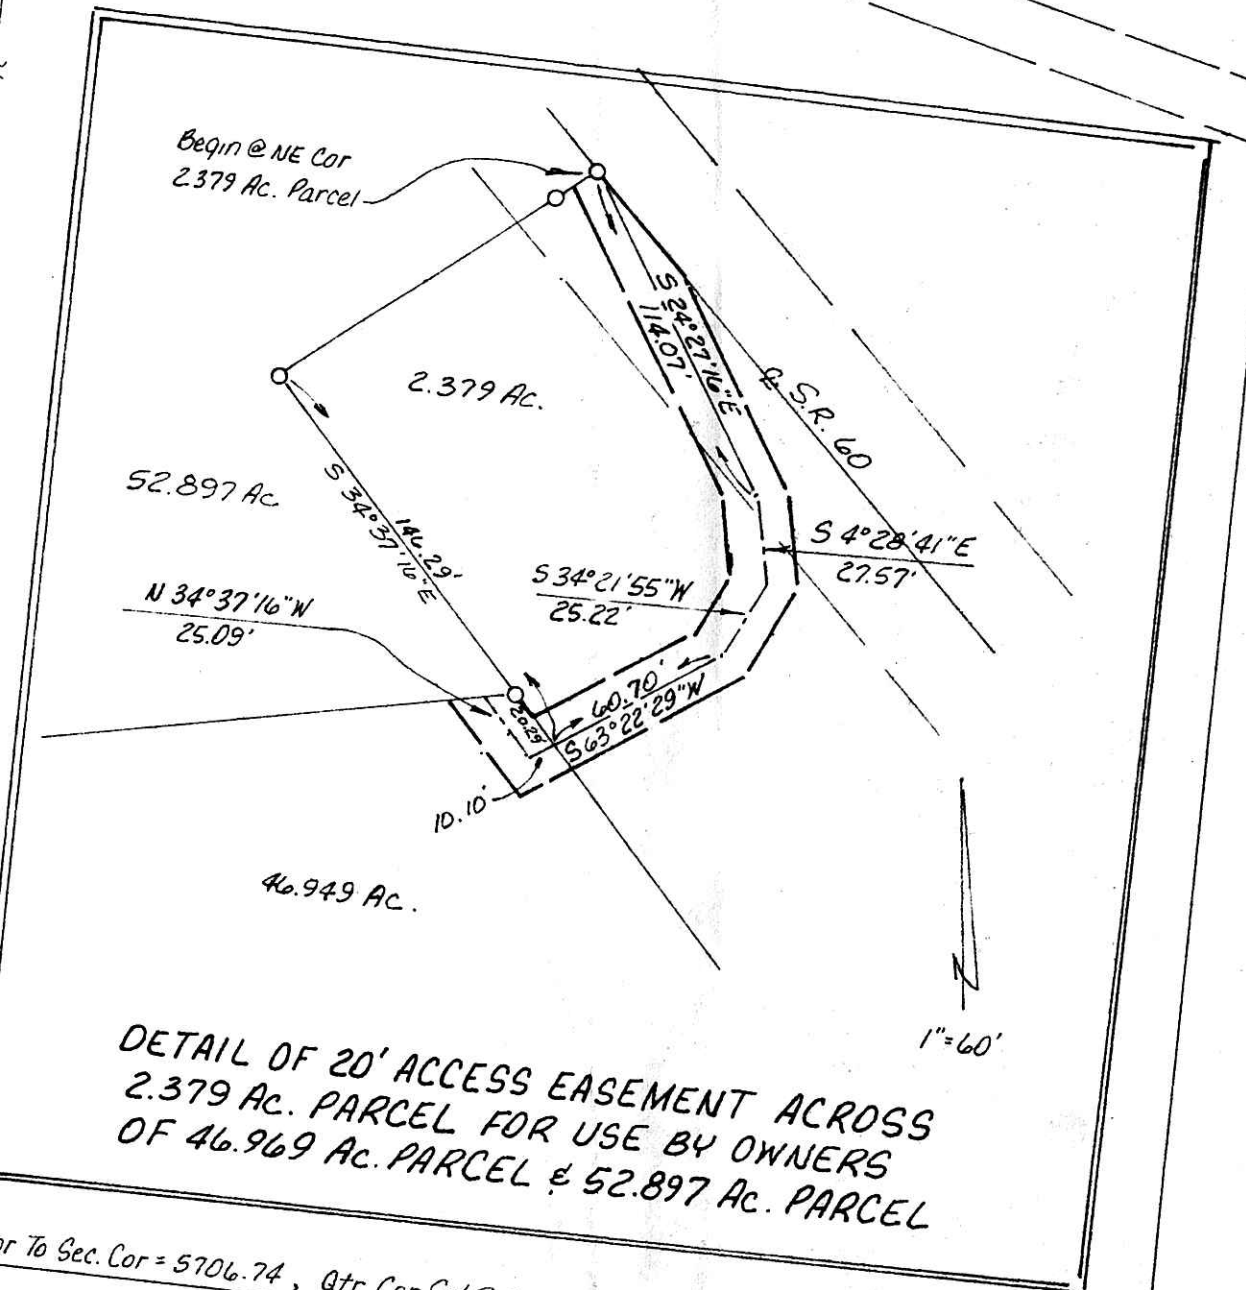 Begin @ NE Cor
2.379 Ac. Parcel
S 24°27'16"E
114.07'
2.379 Ac.
℄ S.R. 60
52.897 Ac
S 34°37'16"E
146.29'
S 4°28'41"E
27.57'
S 34°21'55"W
25.22'
N 34°37'16"W
25.09'
60.70'
S 63°22'29"W
20.29'
10.10'
46.949 Ac.
N
1"=60'
DETAIL OF 20' ACCESS EASEMENT ACROSS
2.379 Ac. PARCEL FOR USE BY OWNERS
OF 46.969 Ac. PARCEL & 52.897 Ac. PARCEL
To Sec. Cor = 5706.74,